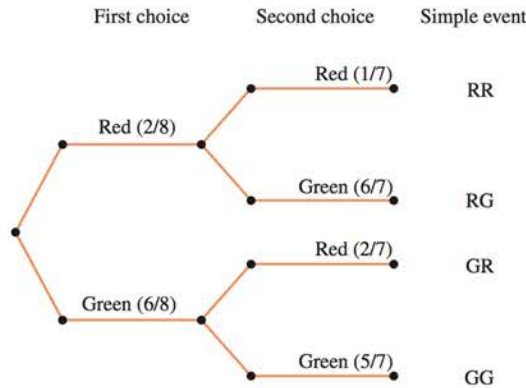 First choice Second choice Simple event
Red (1/7) RR
Red (2/8)
Green (6/7) RG
Red (2/7) GR
Green (6/8)
Green (5/7) GG